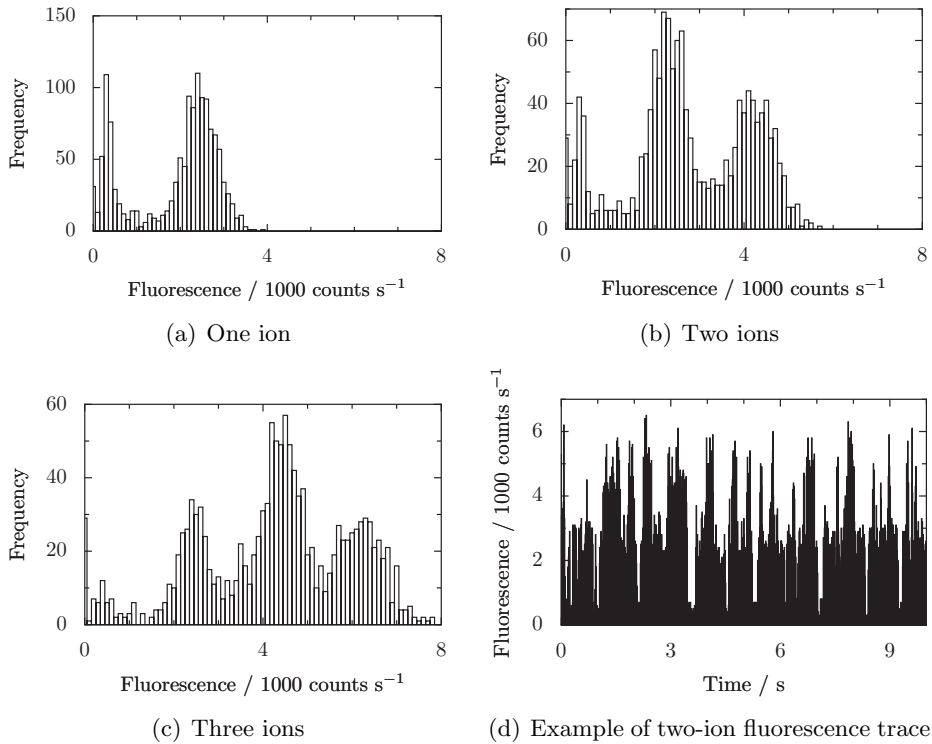 150
100
50
0
Frequency
0 4 8
Fluorescence / 1000 counts s⁻¹
(a) One ion
60
40
20
0
Frequency
0 4 8
Fluorescence / 1000 counts s⁻¹
(b) Two ions
60
40
20
0
Frequency
0 4 8
Fluorescence / 1000 counts s⁻¹
(c) Three ions
6
4
2
0
Fluorescence / 1000 counts s⁻¹
0 3 6 9
Time / s
(d) Example of two-ion fluorescence trace